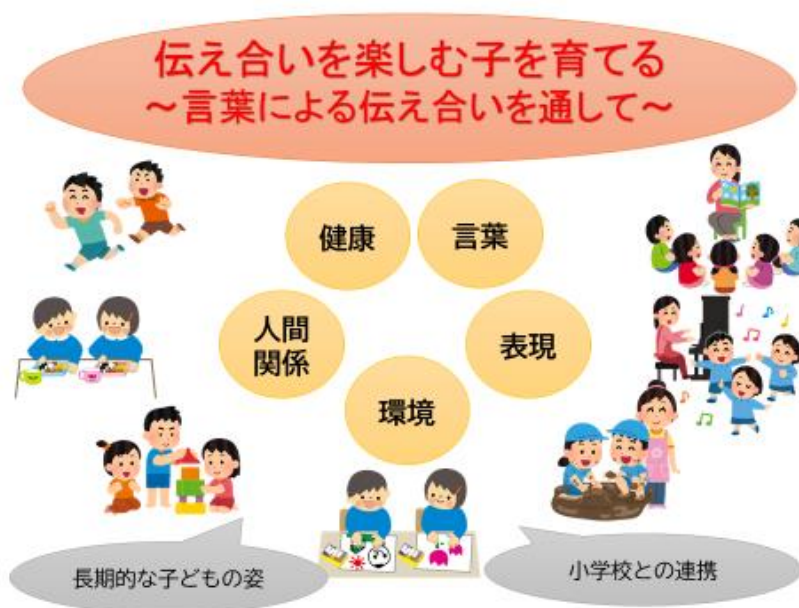 伝え合いを楽しむ子を育てる
～言葉による伝え合いを通して～
健康
言葉
人間
関係
表現
環境
長期的な子どもの姿
小学校との連携